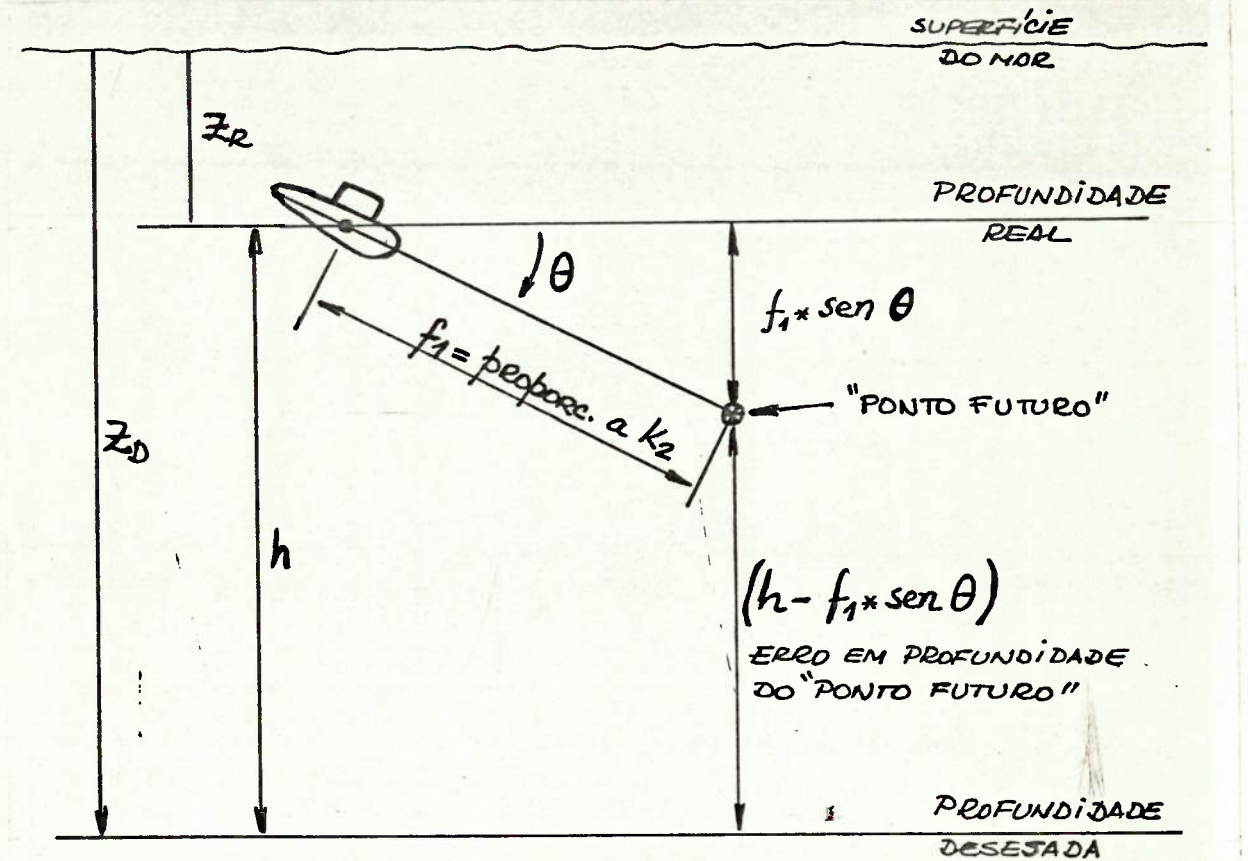 SUPERFÍCIE
DO MAR
Z_R
PROFUNDIDADE
REAL
θ
f₁* sen θ
f₁ = proporc. a K₂
"PONTO FUTURO"
Z_D
h
(h - f₁* sen θ)
ERRO EM PROFUNDIDADE
DO "PONTO FUTURO"
PROFUNDIDADE
DESEJADA